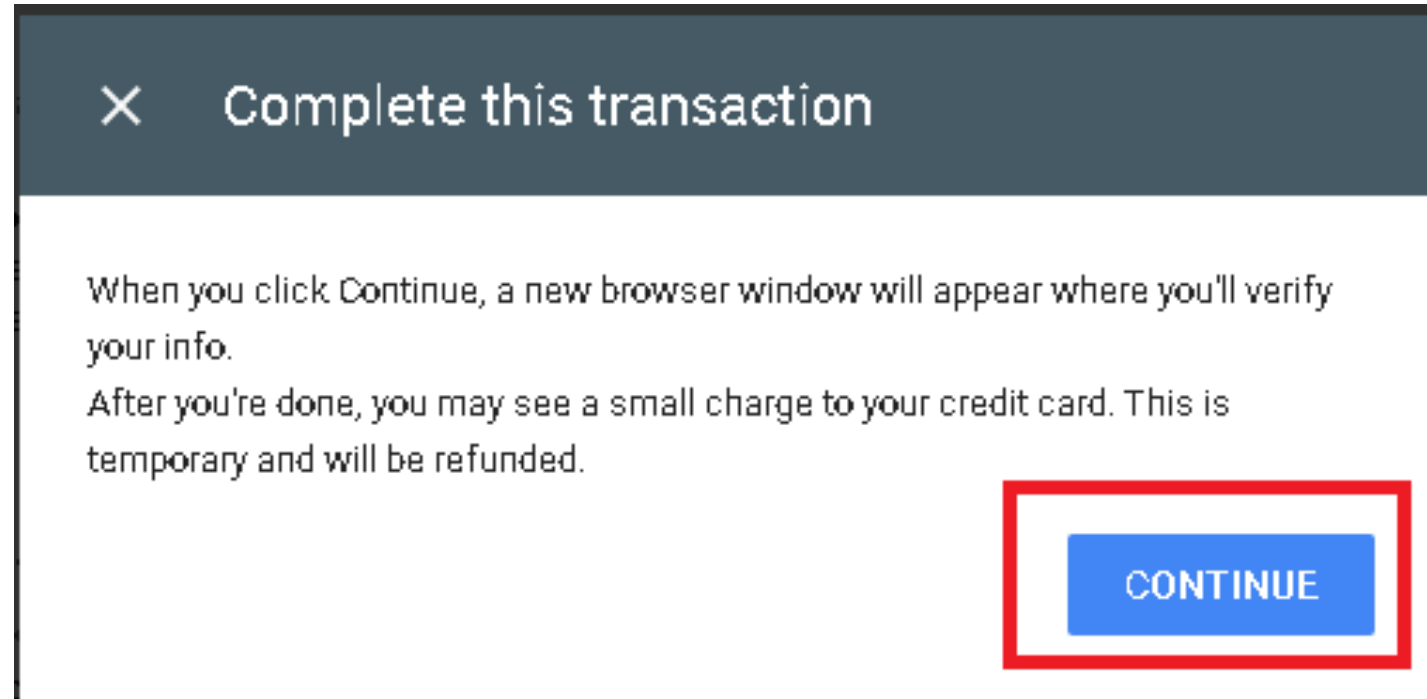 Complete this transaction
When you click Continue, a new browser window will appear where you'll verify
your info.
After you're done, you may see a small charge to your credit card. This is
temporary and will be refunded.
CONTINUE